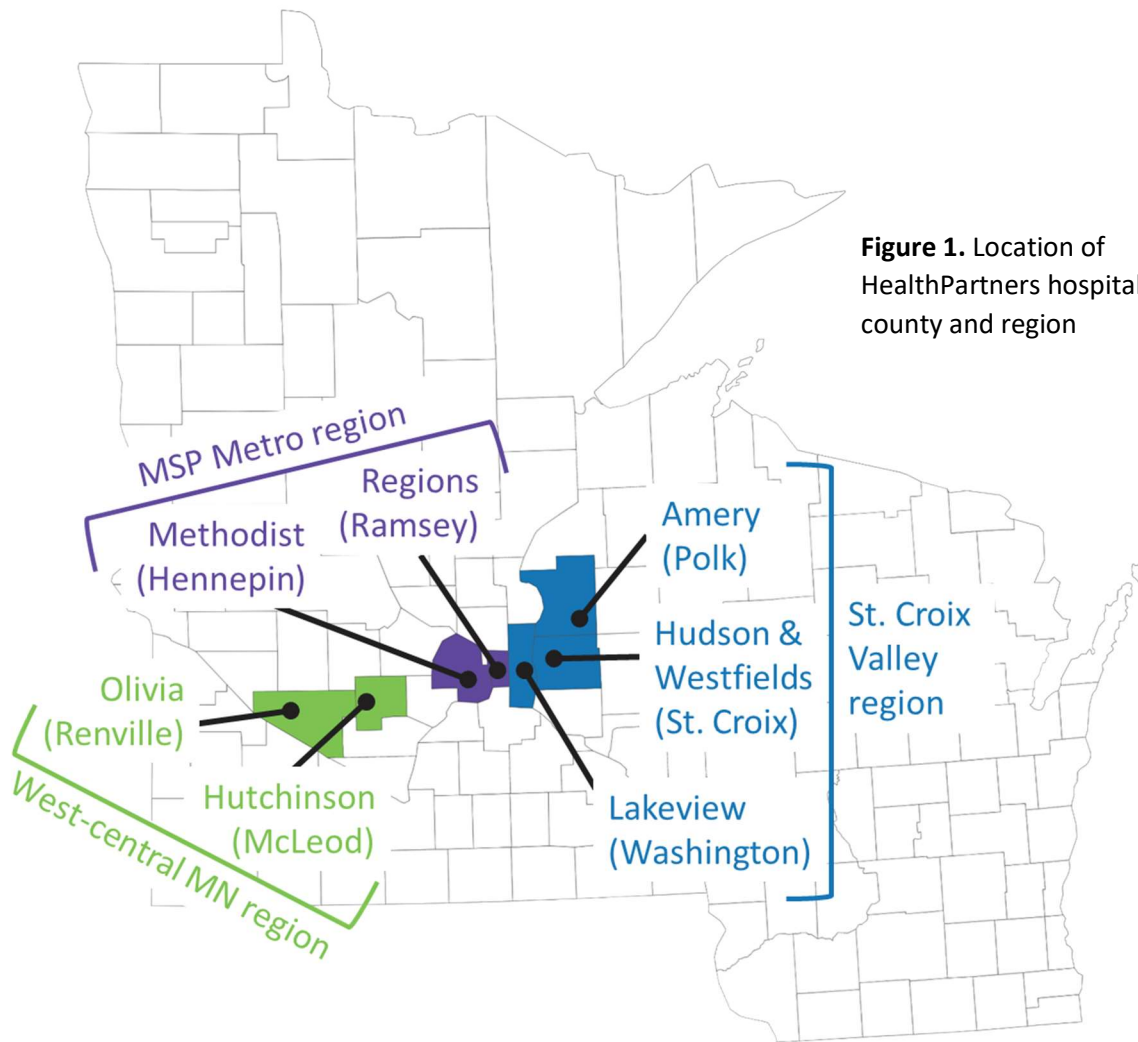 Figure 1. Location of
HealthPartners hospital
county and region
MSP Metro region
Regions
(Ramsey)
Methodist
(Hennepin)
Amery
(Polk)
Hudson &
Westfields
(St. Croix)
St. Croix
Valley
region
Olivia
(Renville)
Hutchinson
(McLeod)
Lakeview
(Washington)
West-central MN region